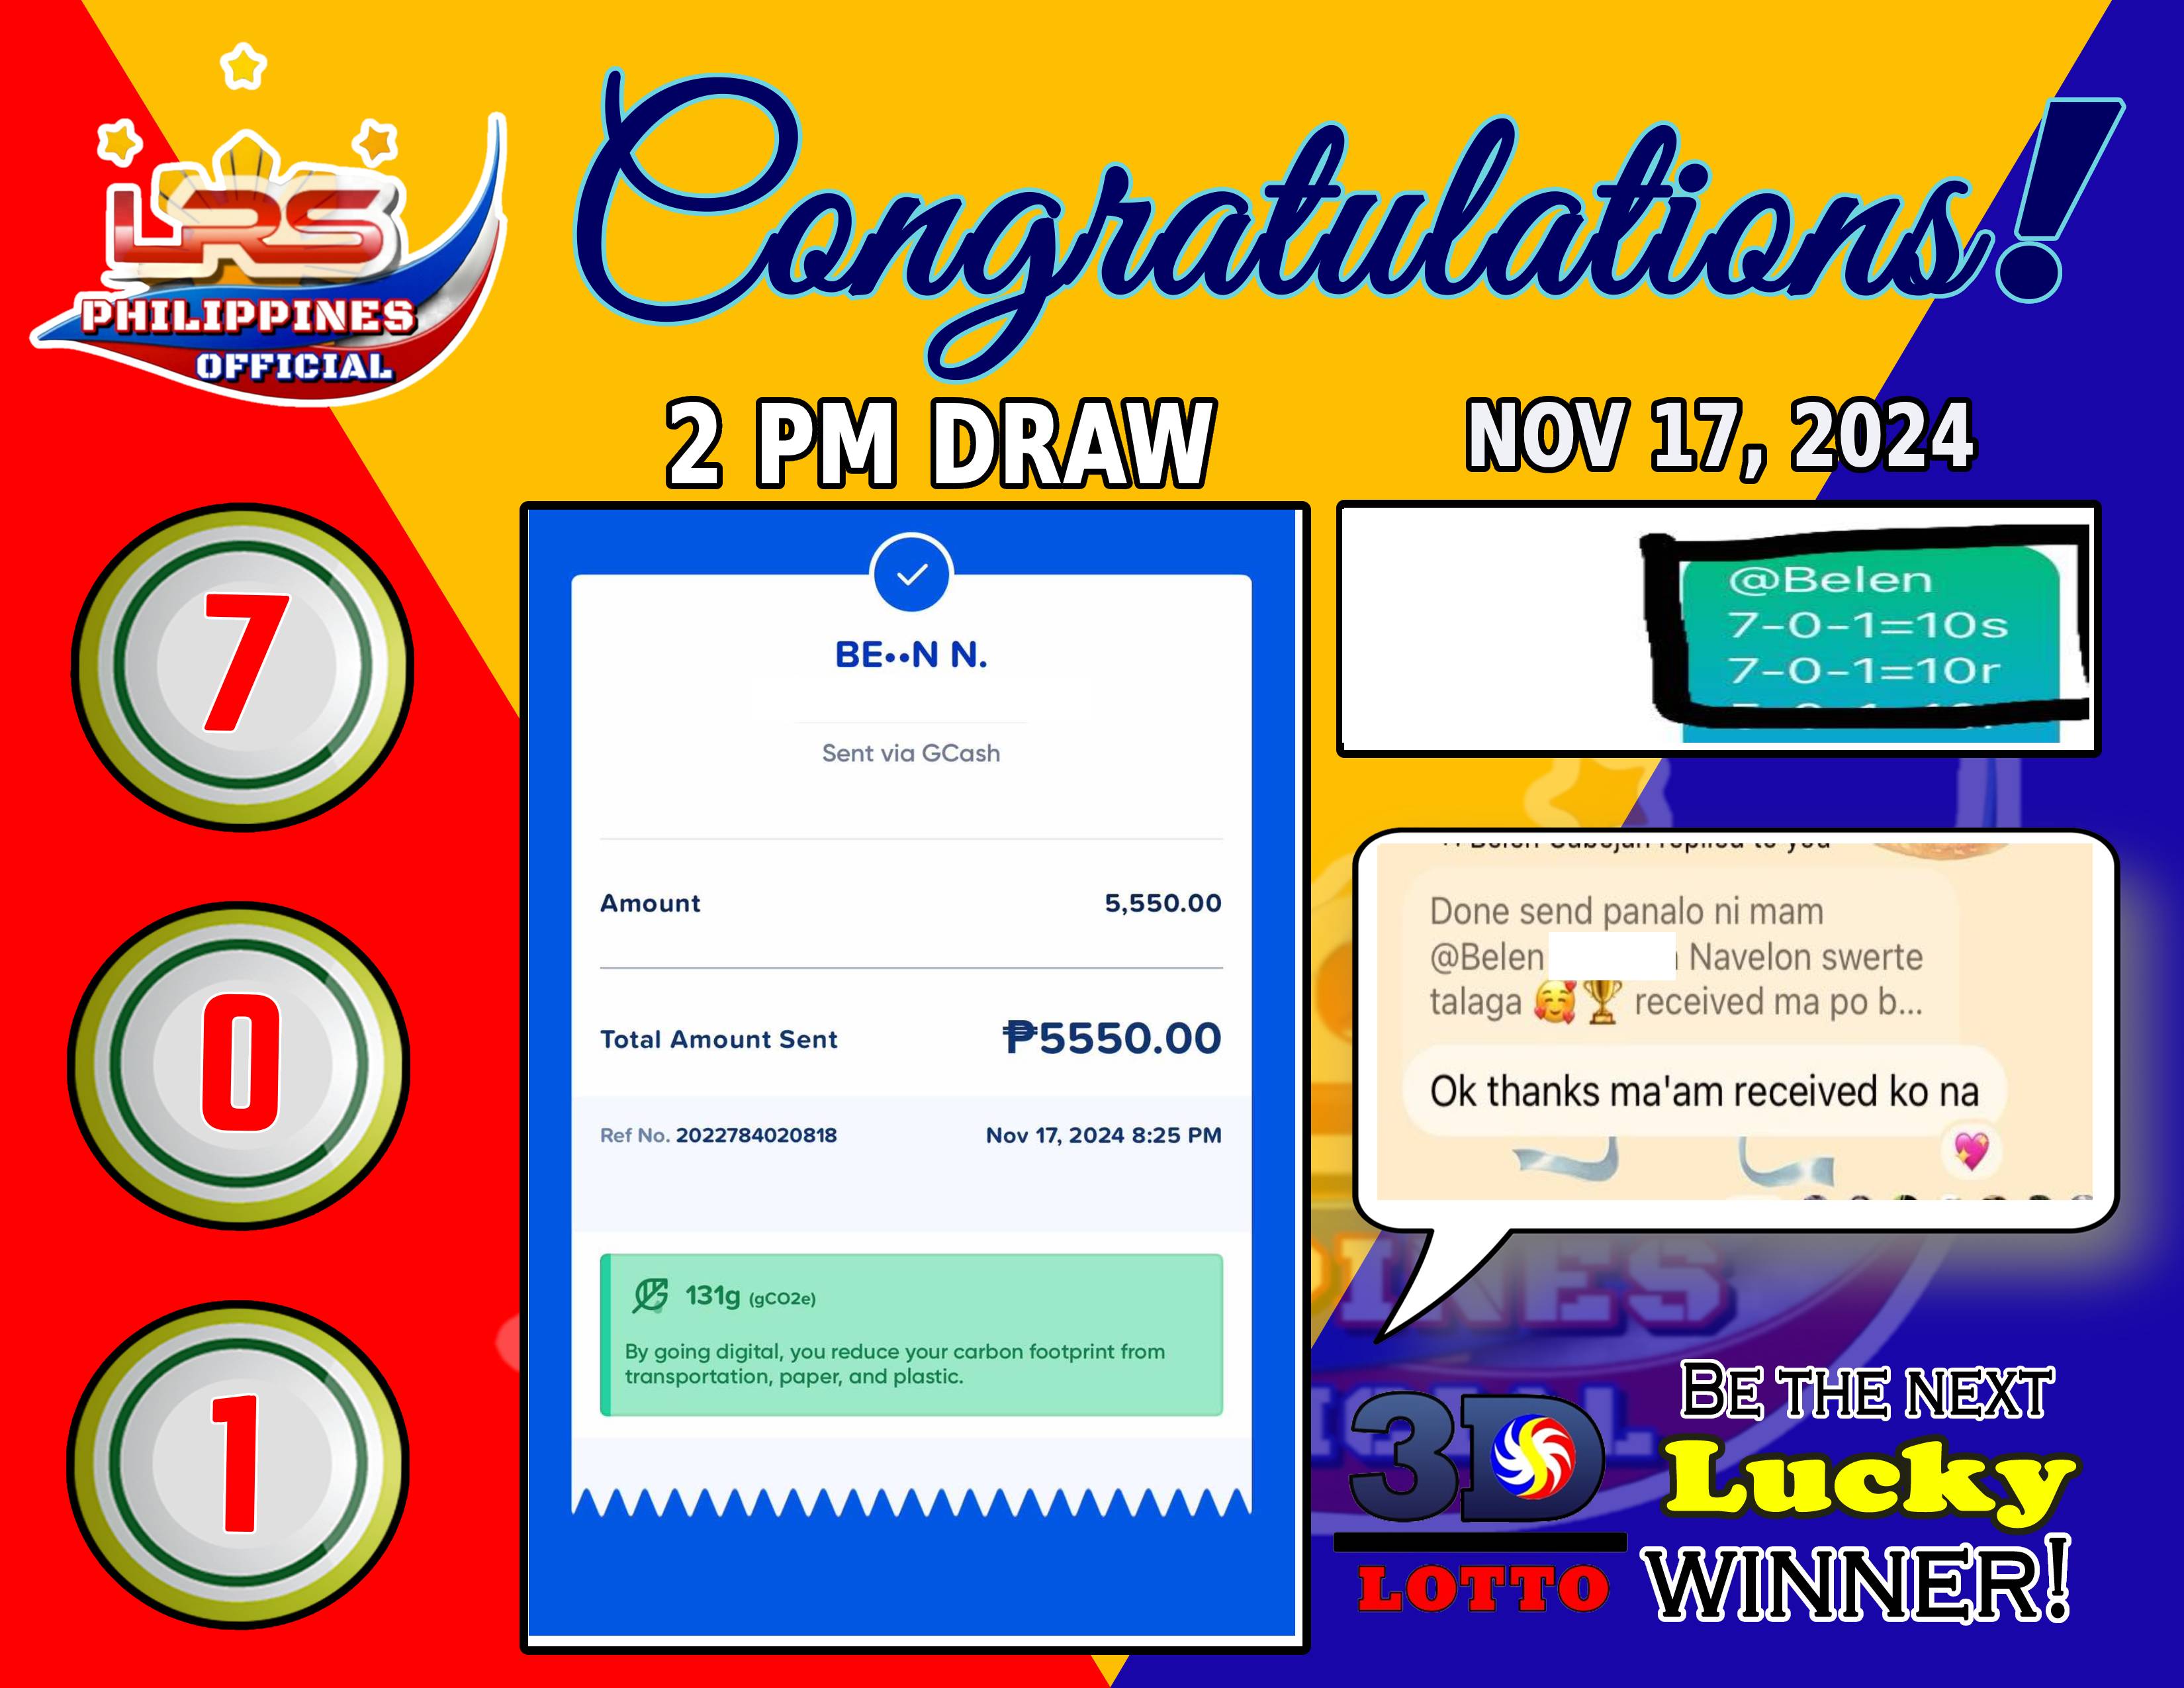 LRS
PHILIPPINES
OFFICIAL
Congratulations!
2 PM DRAW
NOV 17, 2024
7
0
1
BE••N N.
Sent via GCash
Amount 5,550.00
Total Amount Sent ₱5550.00
Ref No. 2022784020818 Nov 17, 2024 8:25 PM
131g (gCO2e)
By going digital, you reduce your carbon footprint from
transportation, paper, and plastic.
@Belen
7-0-1=10s
7-0-1=10r
replied to you
Done send panalo ni mam
@Belen Navelon swerte
talaga 🥰🏆 received ma po b...
Ok thanks ma'am received ko na
3D
LOTTO
BE THE NEXT
Lucky
WINNER!